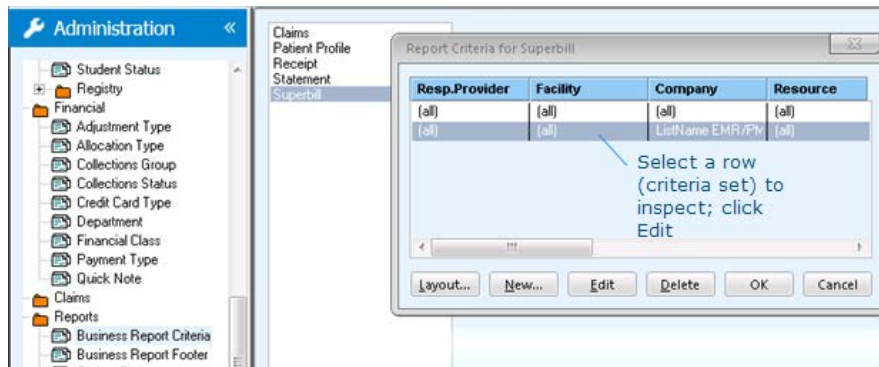 Administration «
Student Status
Registry
Financial
Adjustment Type
Allocation Type
Collections Group
Collections Status
Credit Card Type
Department
Financial Class
Payment Type
Quick Note
Claims
Reports
Business Report Criteria
Business Report Footer
Claims
Patient Profile
Receipt
Statement
Superbill
Report Criteria for Superbill
Resp.Provider Facility Company Resource
(all) (all) (all) (all)
(all) (all) ListName EMR/PM (all)
Select a row
(criteria set) to
inspect; click
Edit
Layout... New... Edit Delete OK Cancel